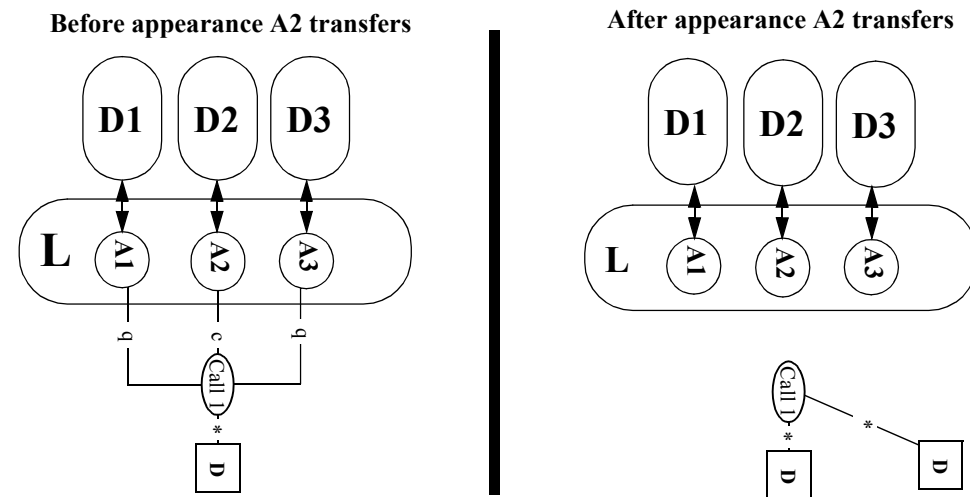 Before appearance A2 transfers
D1 D2 D3
L A1 A2 A3
q c q
Call 1
*
D
After appearance A2 transfers
D1 D2 D3
L A1 A2 A3
Call 1
* *
D D